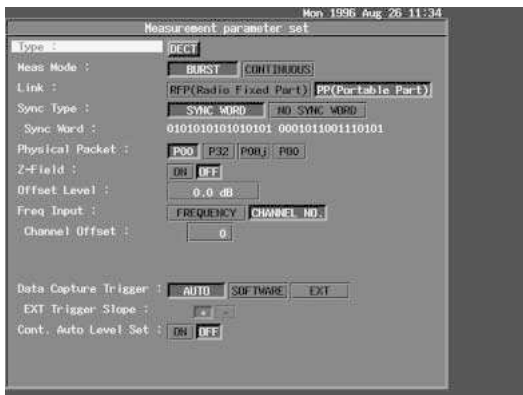 Mon 1996 Aug 26 11:34
Measurement parameter set
Type : DECT
Meas Mode : BURST CONTINUOUS
Link : RFP(Radio Fixed Part) PP(Portable Part)
Sync Type : SYNC WORD NO SYNC WORD
Sync Word : 0101010101010101 0001011001110101
Physical Packet : P00 P32 P08j P80
Z-Field : ON OFF
Offset Level : 0.0 dB
Freq Input : FREQUENCY CHANNEL NO.
Channel Offset : 0
Data Capture Trigger : AUTO SOFTWARE EXT
EXT Trigger Slope : + -
Cont. Auto Level Set : ON OFF